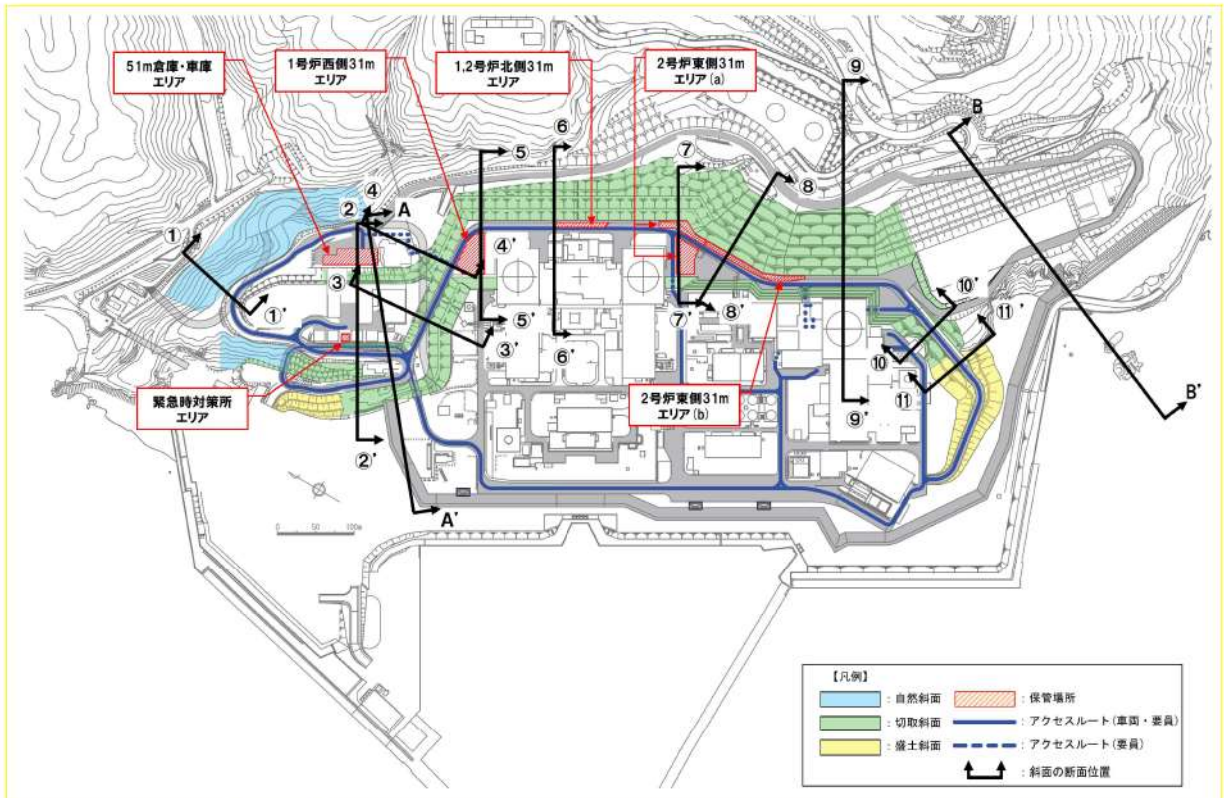 51m倉庫・車庫
エリア
1号炉西側31m
エリア
1,2号炉北側31m
エリア
2号炉東側31m
エリア(a)
⑨
B
⑥
⑤
⑦
⑧
④
②
A
①
④'
③
①'
⑤'
③'
⑥'
⑦'
⑧'
⑩'
⑪'
⑩
⑪
⑨'
B'
緊急時対策所
エリア
2号炉東側31m
エリア(b)
②'
A'
0 50 100m
【凡例】
:自然斜面
:保管場所
:切取斜面
:アクセスルート(車両・要員)
:盛土斜面
:アクセスルート(要員)
:斜面の断面位置